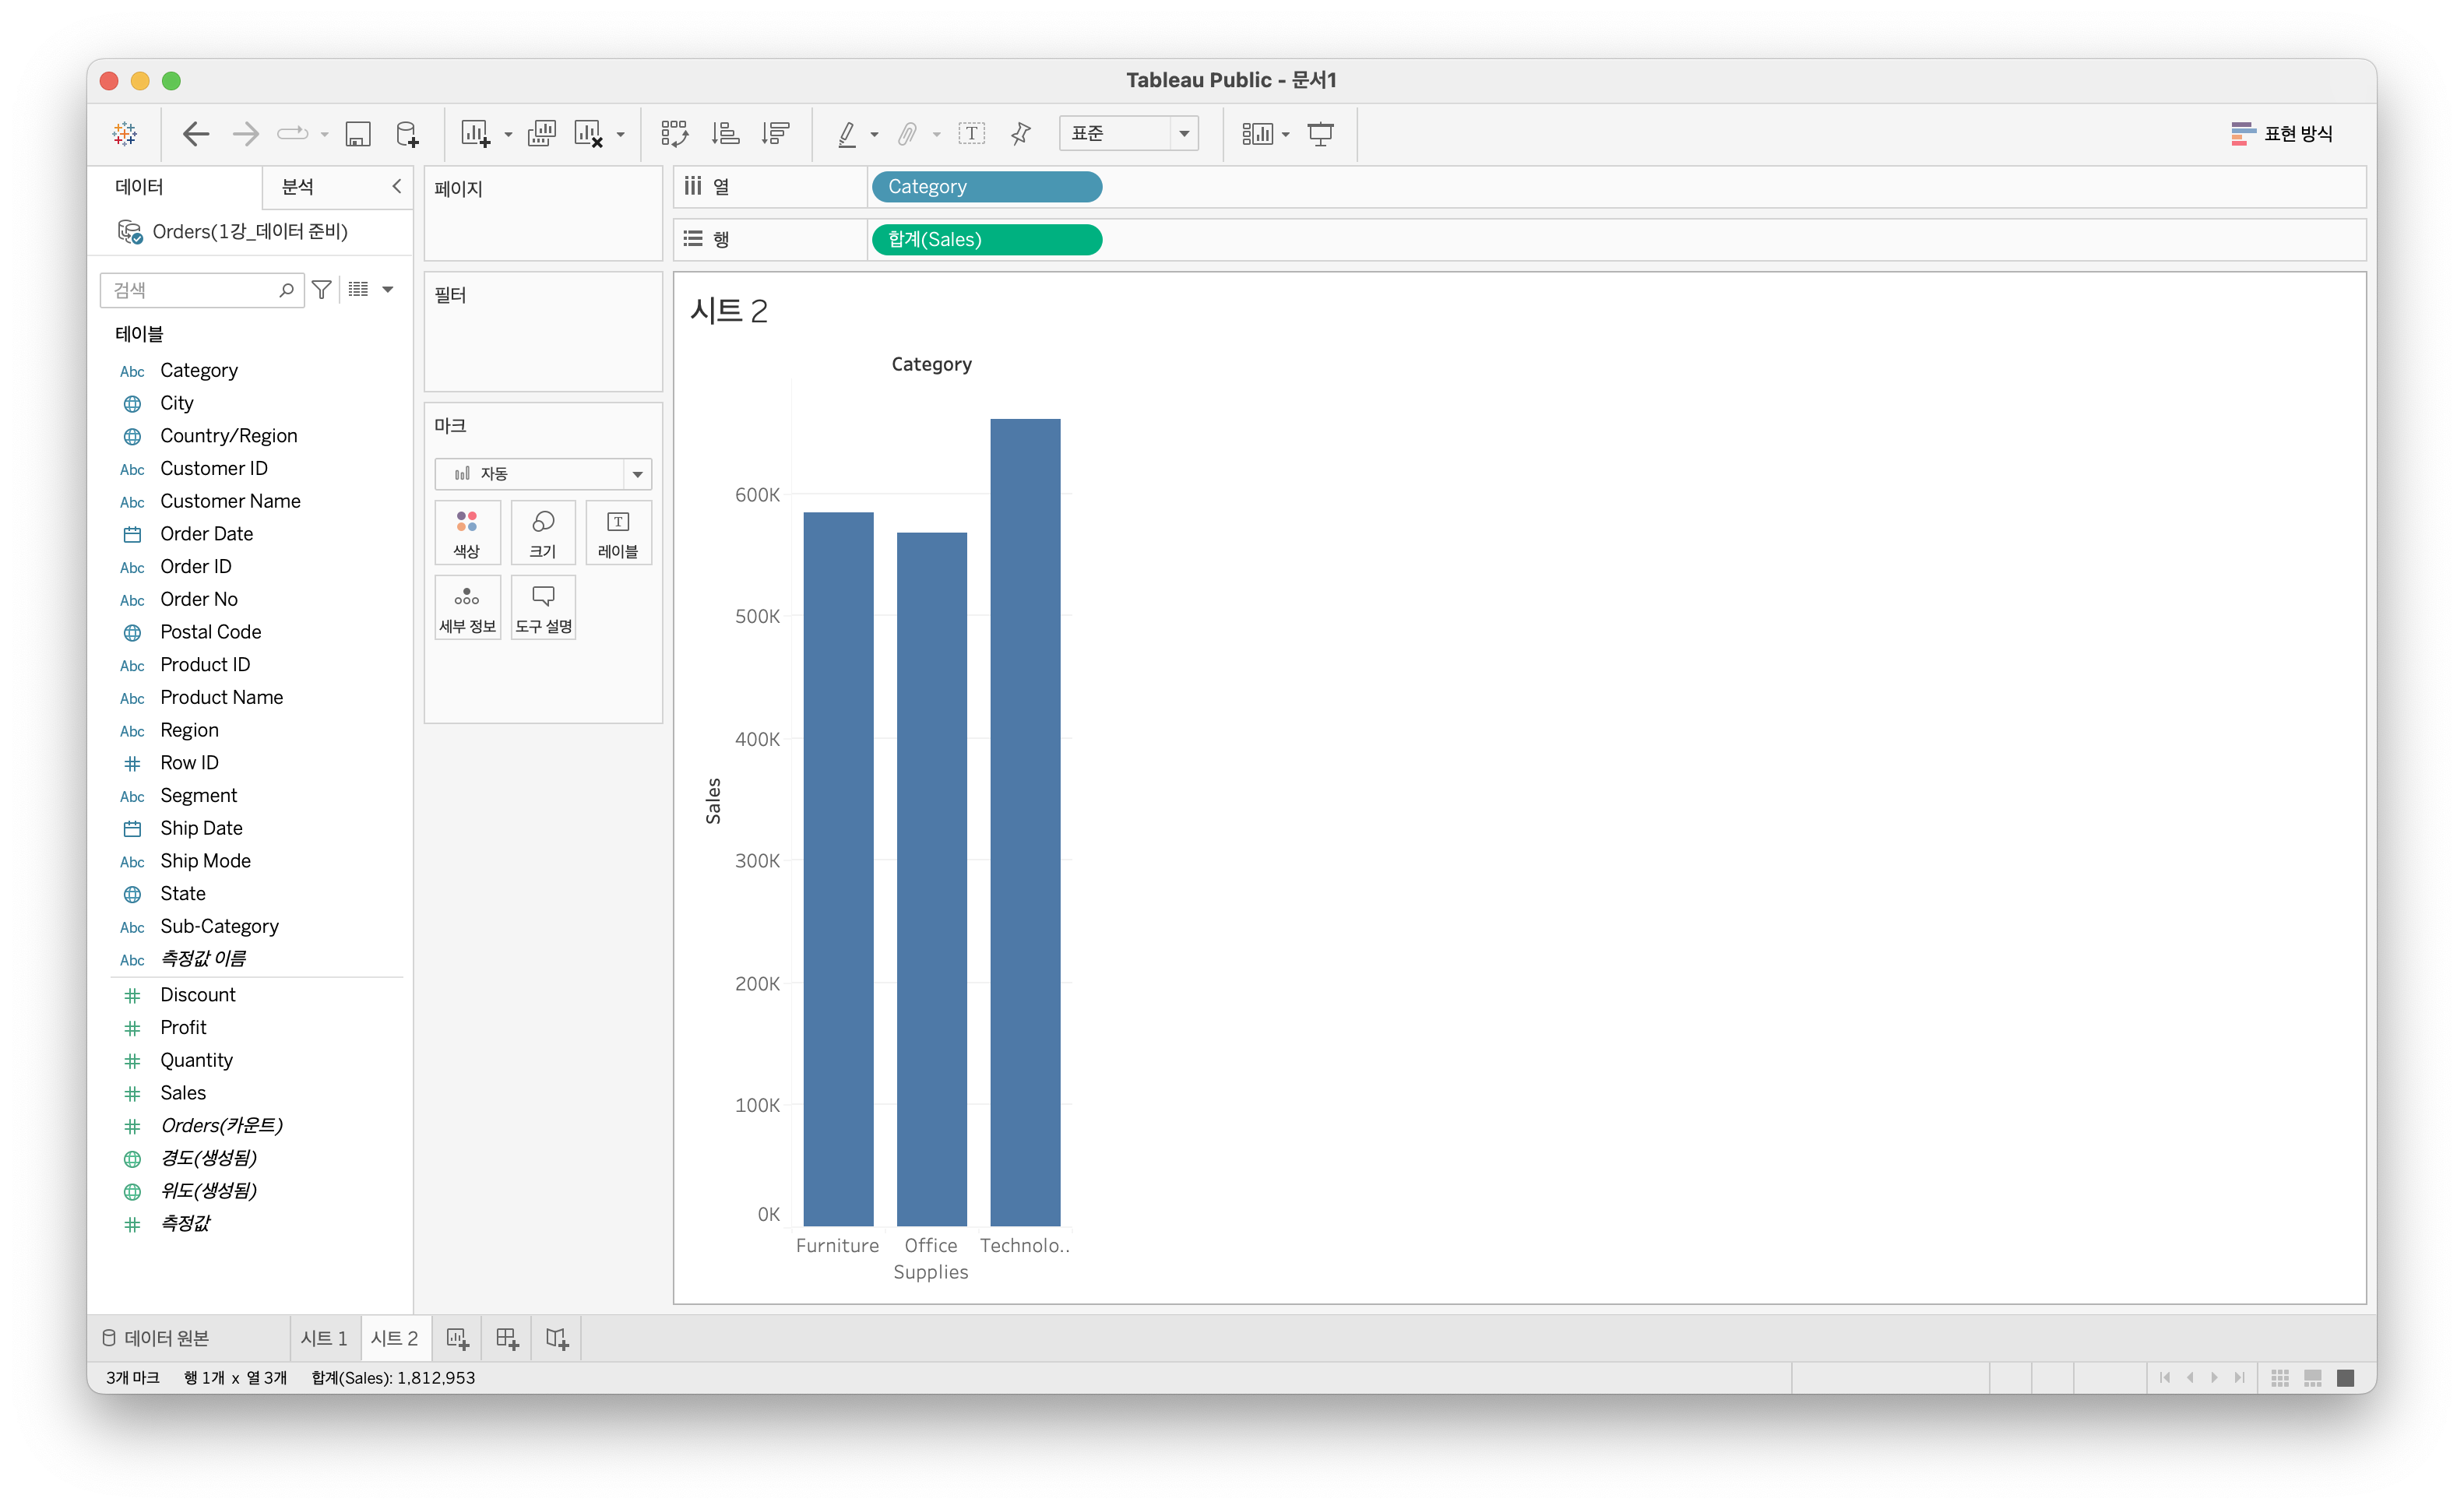 Tableau Public - 문서1
표준
표현 방식
데이터
분석
Orders(1강_데이터 준비)
검색
테이블
Abc Category
City
Country/Region
Abc Customer ID
Abc Customer Name
Order Date
Abc Order ID
Abc Order No
Postal Code
Abc Product ID
Abc Product Name
Abc Region
Row ID
Abc Segment
Ship Date
Abc Ship Mode
State
Abc Sub-Category
Abc 측정값 이름
Discount
Profit
Quantity
Sales
Orders(카운트)
경도(생성됨)
위도(생성됨)
측정값
페이지
필터
마크
자동
색상
크기
레이블
세부 정보
도구 설명
열
Category
행
합계(Sales)
시트 2
Category
Sales
600K
500K
400K
300K
200K
100K
0K
Furniture
Office
Supplies
Technolo..
데이터 원본
시트 1
시트 2
3개 마크
행 1개 x 열 3개
합계(Sales): 1,812,953